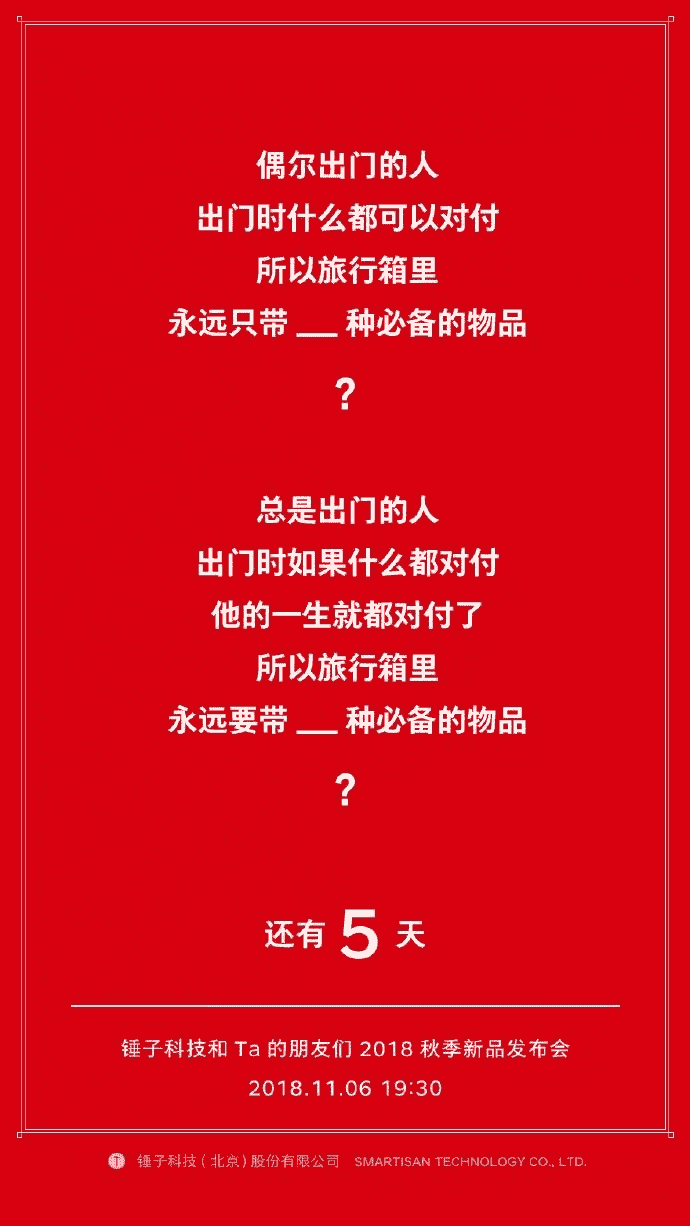 偶尔出门的人
出门时什么都可以对付
所以旅行箱里
永远只带 ___ 种必备的物品
?
总是出门的人
出门时如果什么都对付
他的一生就都对付了
所以旅行箱里
永远要带 ___ 种必备的物品
?
还有 5 天
锤子科技和 Ta 的朋友们 2018 秋季新品发布会
2018.11.06 19:30
T 锤子科技(北京)股份有限公司 SMARTISAN TECHNOLOGY CO., LTD.